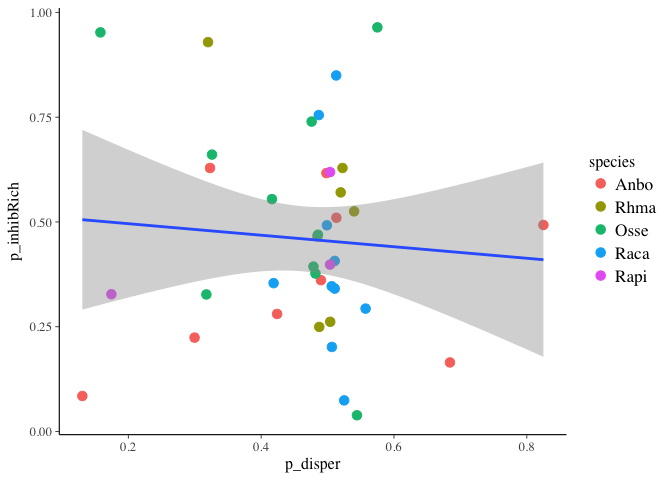 1.00
0.75
0.50
0.25
0.00
p_inhibRich
0.2 0.4 0.6 0.8
p_disper
species
Anbo
Rhma
Osse
Raca
Rapi